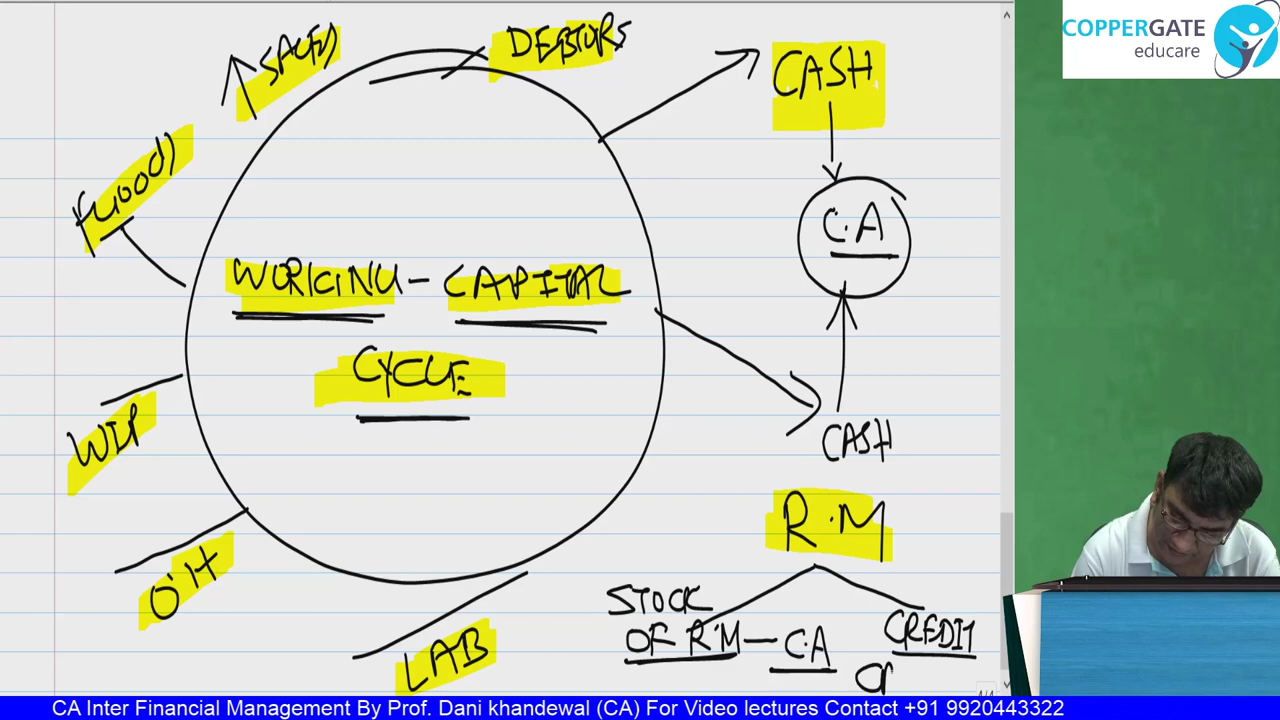 COPPERGATE
educare
DEBTORS
SALES
CASH
C.A
WORKING - CAPITAL
CYCLE
CASH
WIP
R.M
O'H
STOCK
OF R.M - C.A
CREDIT
LAB
CA Inter Financial Management By Prof. Dani khandewal (CA) For Video lectures Contact +91 9920443322